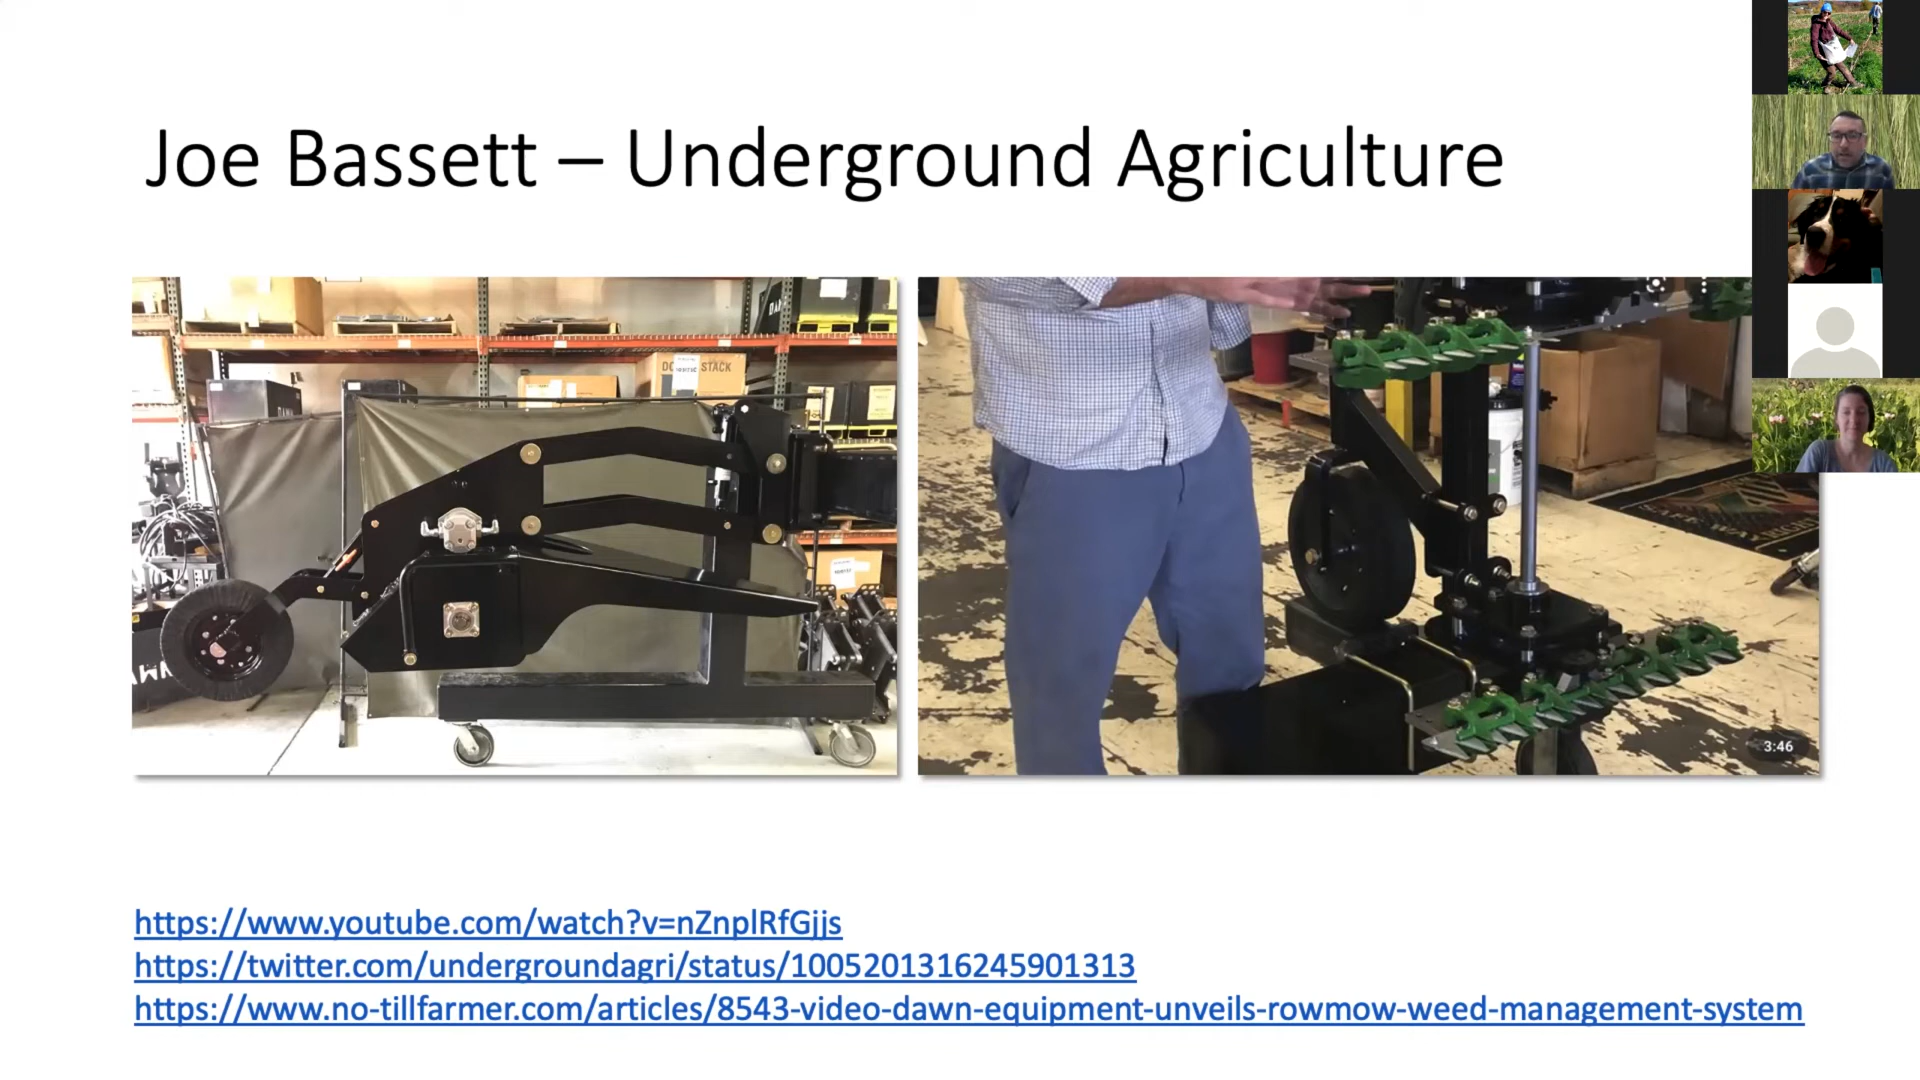 Joe Bassett – Underground Agriculture
3:46
https://www.youtube.com/watch?v=nZnplRfGjjs
https://twitter.com/undergroundagri/status/1005201316245901313
https://www.no-tillfarmer.com/articles/8543-video-dawn-equipment-unveils-rowmow-weed-management-system